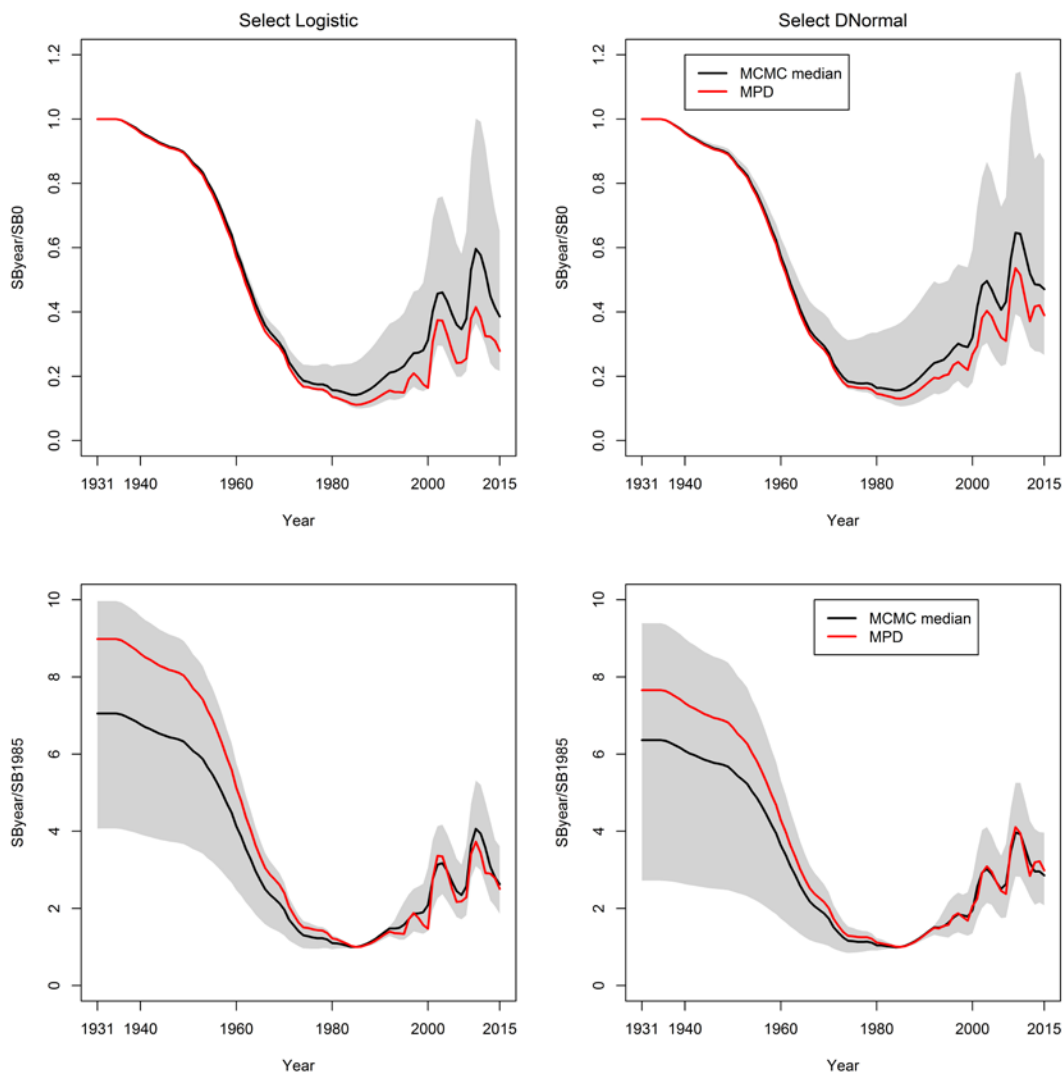 Select Logistic
SByear/SB0
1.2
1.0
0.8
0.6
0.4
0.2
0.0
1931 1940 1960 1980 2000 2015
Year
Select DNormal
MCMC median
MPD
SByear/SB0
1.2
1.0
0.8
0.6
0.4
0.2
0.0
1931 1940 1960 1980 2000 2015
Year
SByear/SB1985
10
8
6
4
2
0
1931 1940 1960 1980 2000 2015
Year
MCMC median
MPD
SByear/SB1985
10
8
6
4
2
0
1931 1940 1960 1980 2000 2015
Year